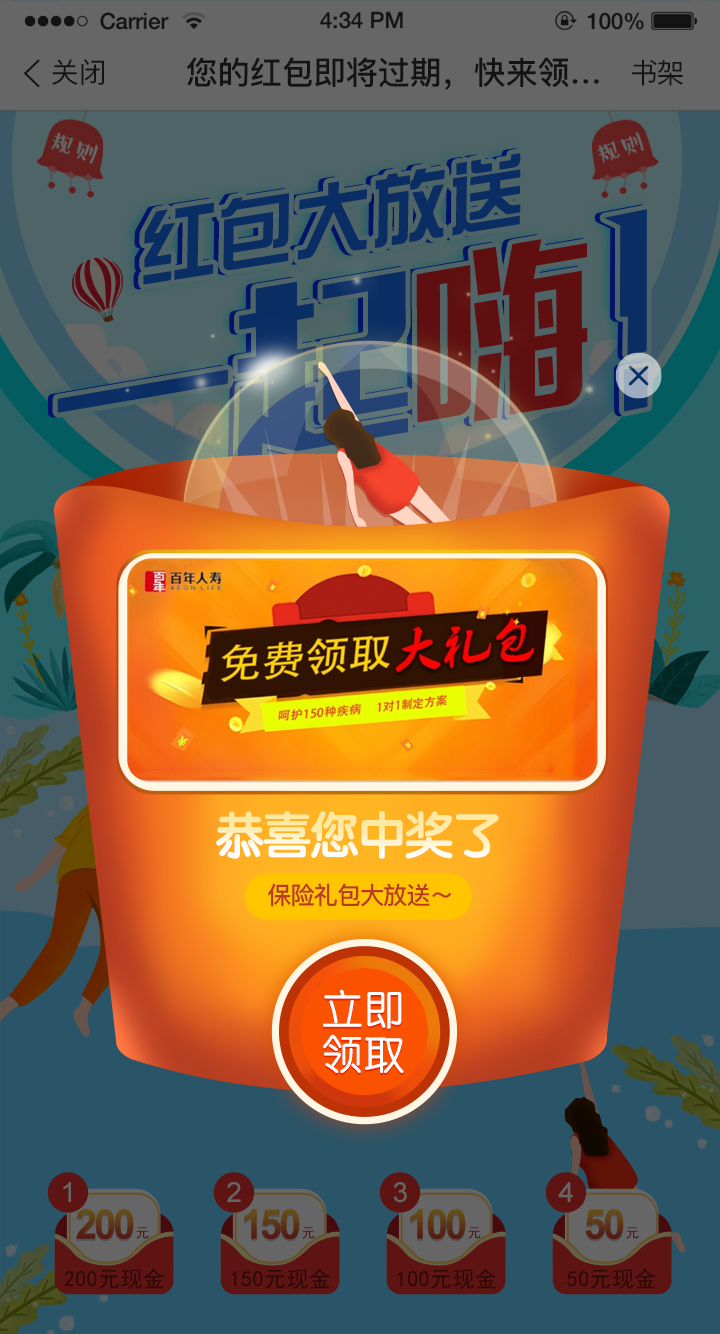 Carrier 4:34 PM 100%
关闭 您的红包即将过期，快来领... 书架
规则 规则
红包大放送
一起嗨！
百年人寿
AEON LIFE
免费领取大礼包
呵护150种疾病 1对1制定方案
恭喜您中奖了
保险礼包大放送～
立即
领取
1 2 3 4
200元 150元 100元 50元
200元现金 150元现金 100元现金 50元现金